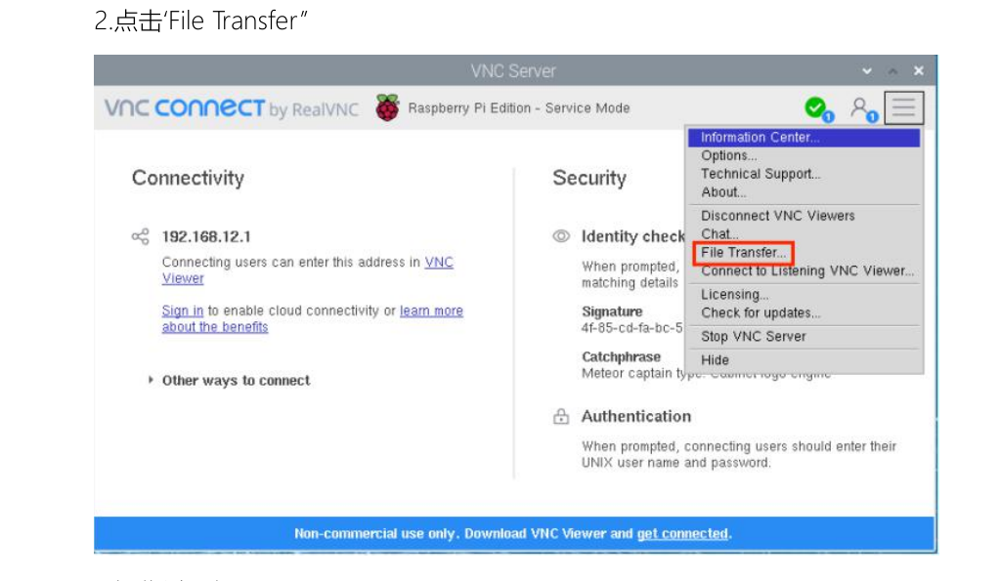 2.点击‘File Transfer”
VNC Server
VNC CONNECT by RealVNC Raspberry Pi Edition - Service Mode
1 1
Information Center...
Options...
Technical Support...
About...
Disconnect VNC Viewers
Chat...
File Transfer...
Connect to Listening VNC Viewer...
Licensing...
Check for updates...
Stop VNC Server
Hide
Connectivity
192.168.12.1
Connecting users can enter this address in VNC
Viewer
Sign in to enable cloud connectivity or learn more
about the benefits
Other ways to connect
Security
Identity check
When prompted,
matching details
Signature
4f-85-cd-fa-bc-5
Catchphrase
Meteor captain
Authentication
When prompted, connecting users should enter their
UNIX user name and password.
Non-commercial use only. Download VNC Viewer and get connected.